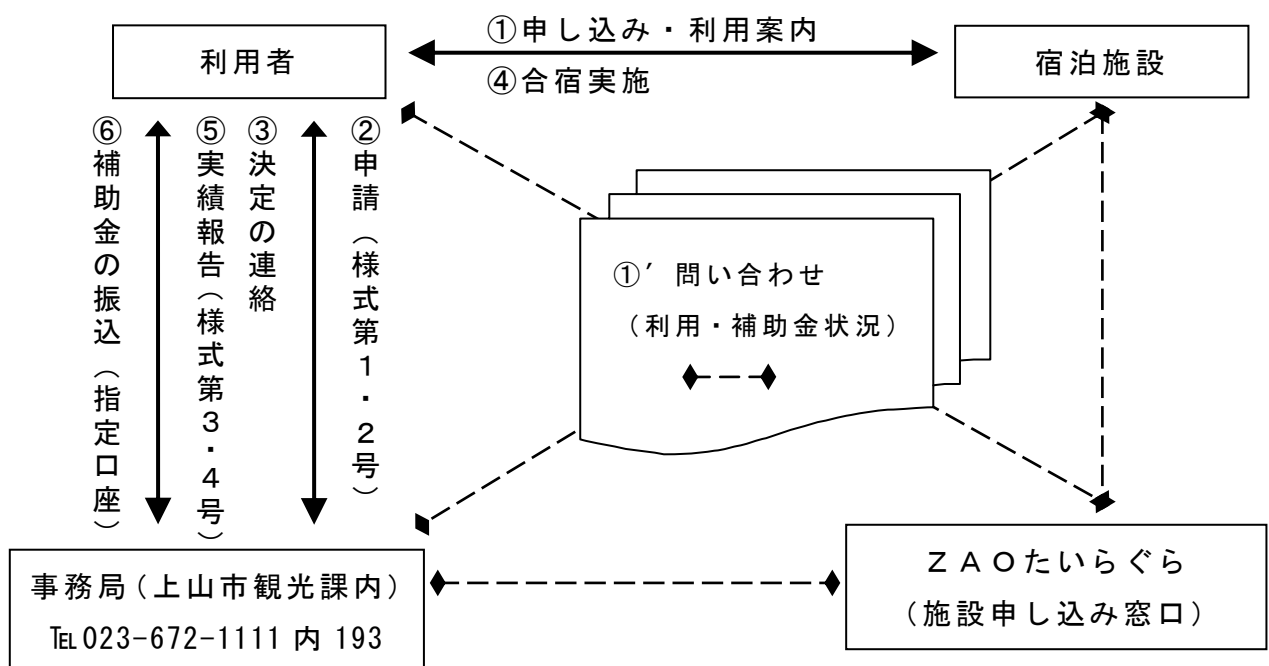 ①申し込み・利用案内
利用者
宿泊施設
④合宿実施
②申請（様式第１・２号）
③決定の連絡
⑤実績報告（様式第３・４号）
⑥補助金の振込（指定口座）
①′問い合わせ
（利用・補助金状況）
事務局（上山市観光課内）
℡023-672-1111 内 193
ＺＡＯたいらぐら
（施設申し込み窓口）